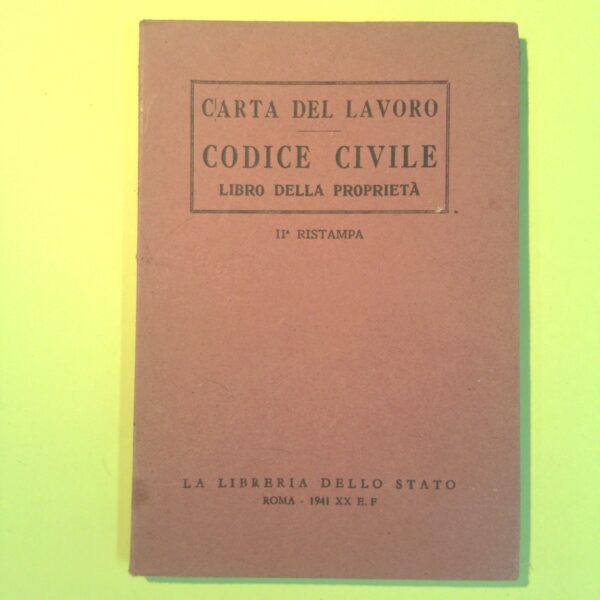 CARTA DEL LAVORO
CODICE CIVILE
LIBRO DELLA PROPRIETÀ
IIª RISTAMPA
LA LIBRERIA DELLO STATO
ROMA - 1941 XX E. F